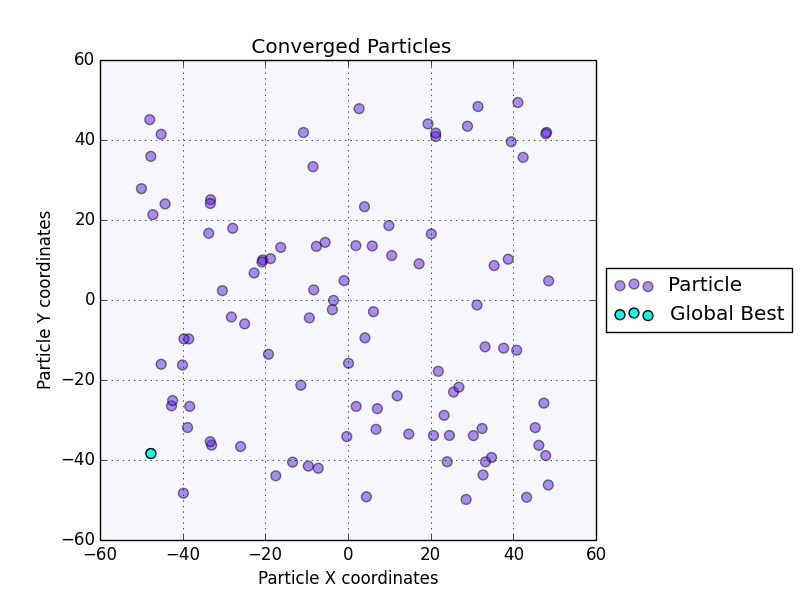 Converged Particles
60
40
20
0
−20
−40
−60
−60
−40
−20
0
20
40
60
Particle Y coordinates
Particle X coordinates
Particle
Global Best